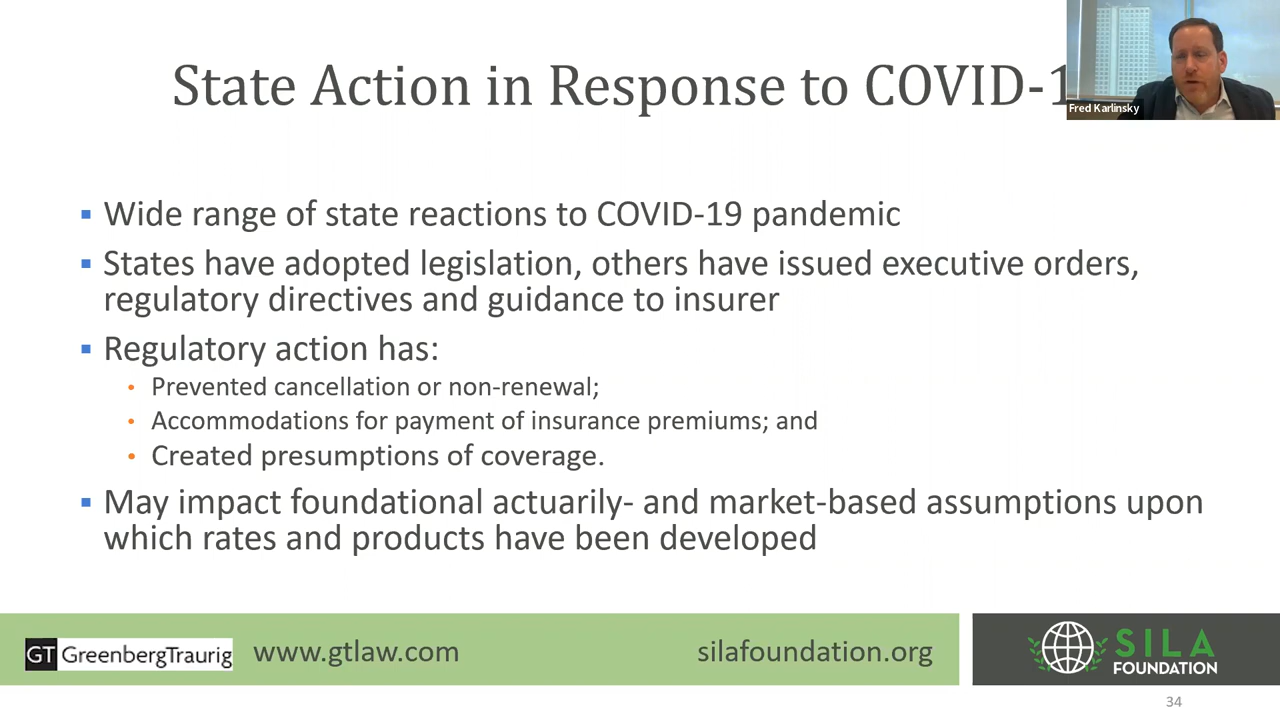 State Action in Response to COVID-1
Fred Karlinsky
▪ Wide range of state reactions to COVID-19 pandemic
▪ States have adopted legislation, others have issued executive orders,
regulatory directives and guidance to insurer
▪ Regulatory action has:
• Prevented cancellation or non-renewal;
• Accommodations for payment of insurance premiums; and
• Created presumptions of coverage.
▪ May impact foundational actuarily- and market-based assumptions upon
which rates and products have been developed
GT GreenbergTraurig www.gtlaw.com silafoundation.org
SILA
FOUNDATION
34